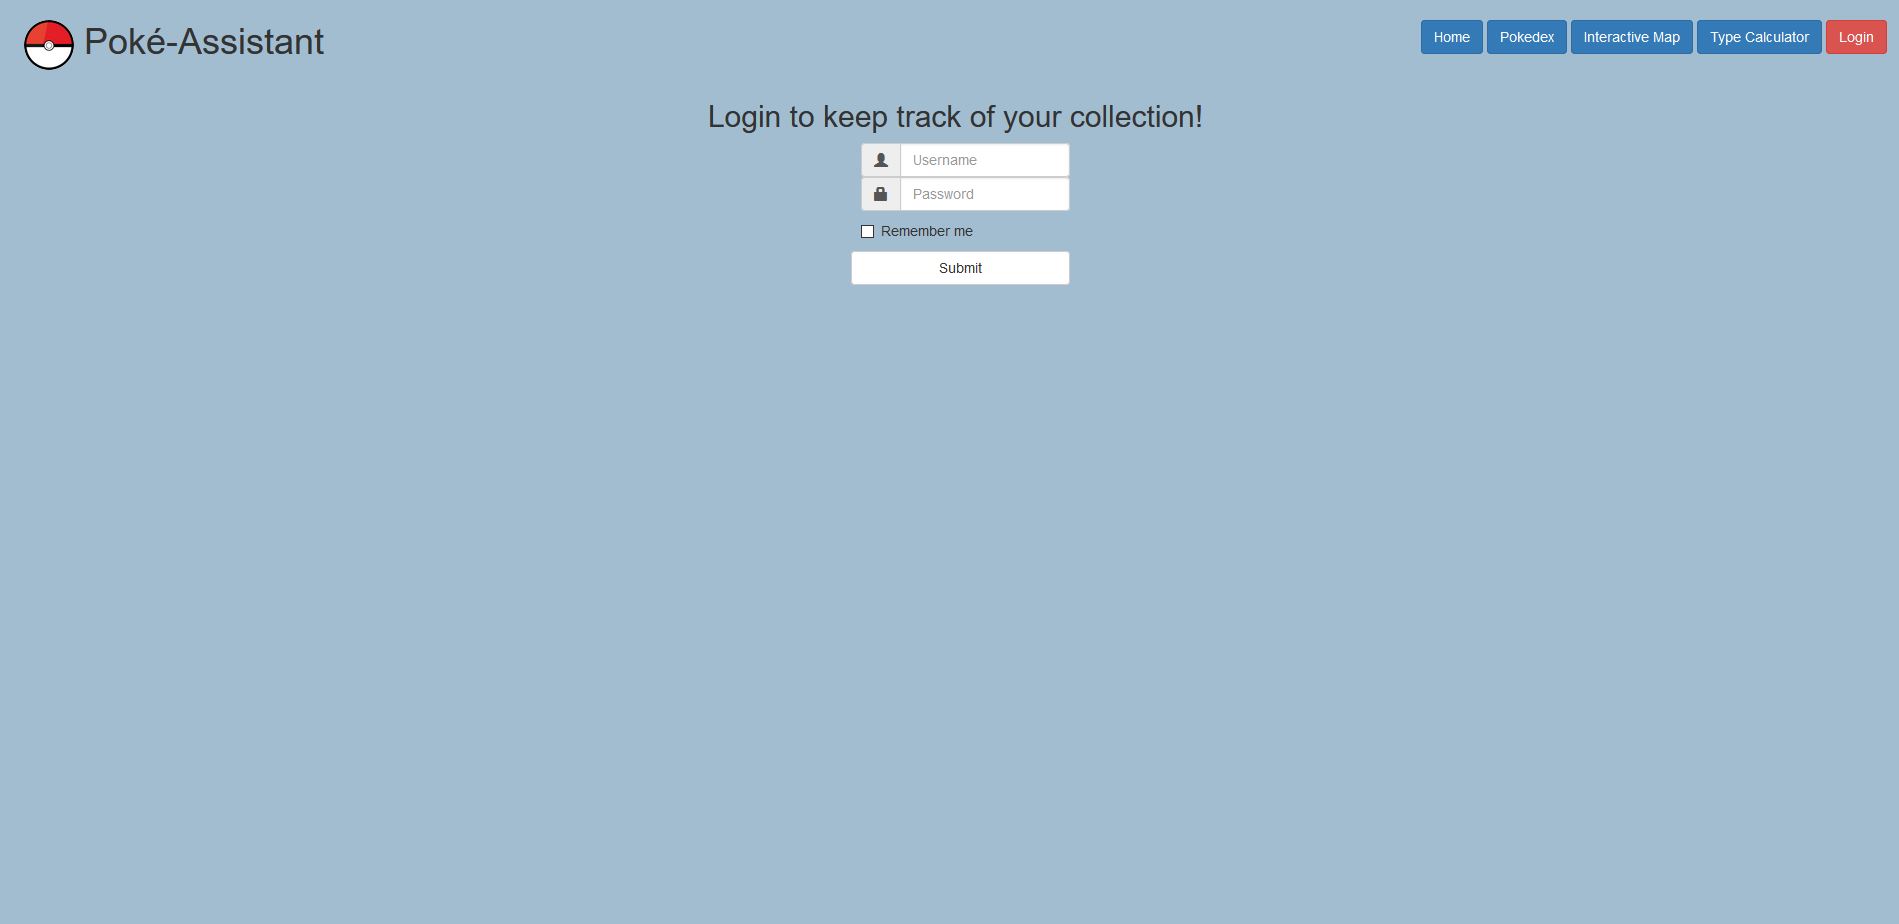 Poké-Assistant
Home Pokedex Interactive Map Type Calculator Login
Login to keep track of your collection!
Username
Password
Remember me
Submit